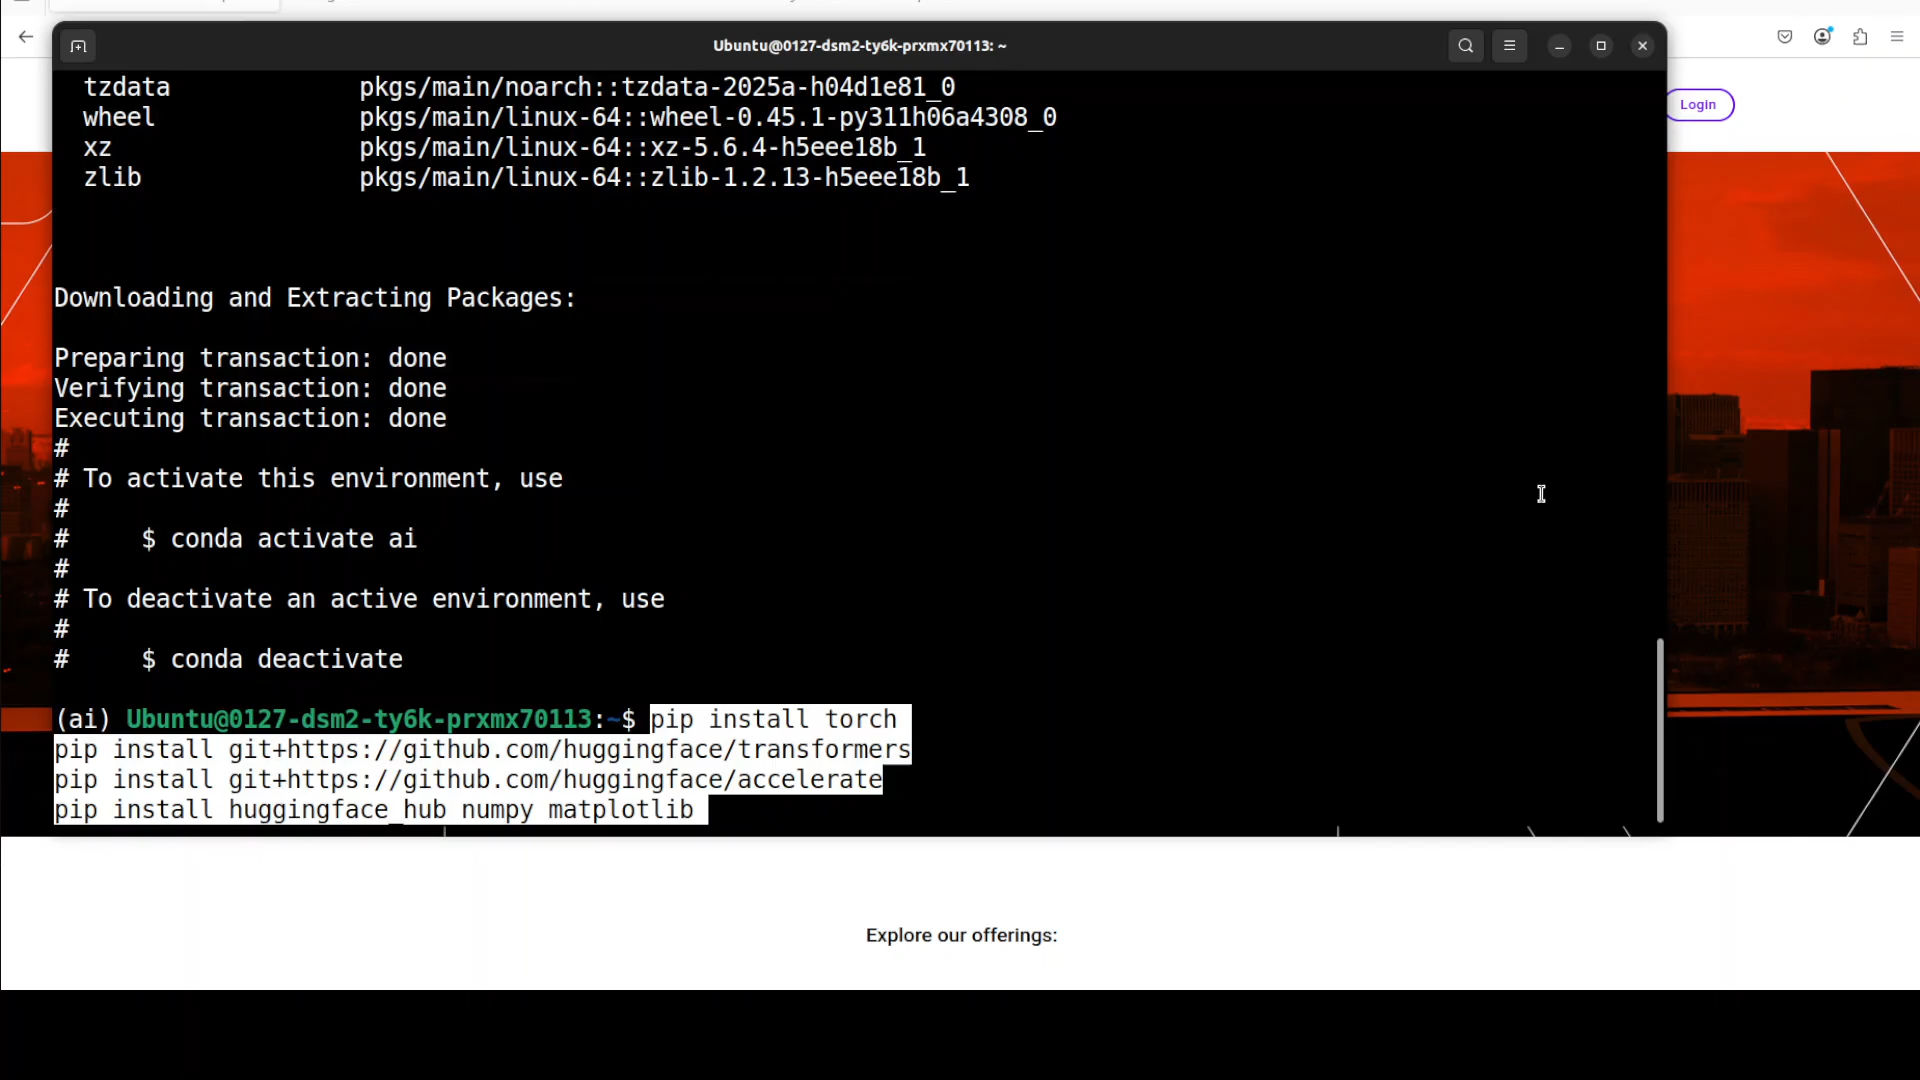 Ubuntu@0127-dsm2-ty6k-prxmx70113: ~
Login
tzdata pkgs/main/noarch::tzdata-2025a-h04d1e81_0
wheel pkgs/main/linux-64::wheel-0.45.1-py311h06a4308_0
xz pkgs/main/linux-64::xz-5.6.4-h5eee18b_1
zlib pkgs/main/linux-64::zlib-1.2.13-h5eee18b_1
Downloading and Extracting Packages:
Preparing transaction: done
Verifying transaction: done
Executing transaction: done
#
# To activate this environment, use
#
# $ conda activate ai
#
# To deactivate an active environment, use
#
# $ conda deactivate
(ai) Ubuntu@0127-dsm2-ty6k-prxmx70113:~$ pip install torch
pip install git+https://github.com/huggingface/transformers
pip install git+https://github.com/huggingface/accelerate
pip install huggingface_hub numpy matplotlib
Explore our offerings: